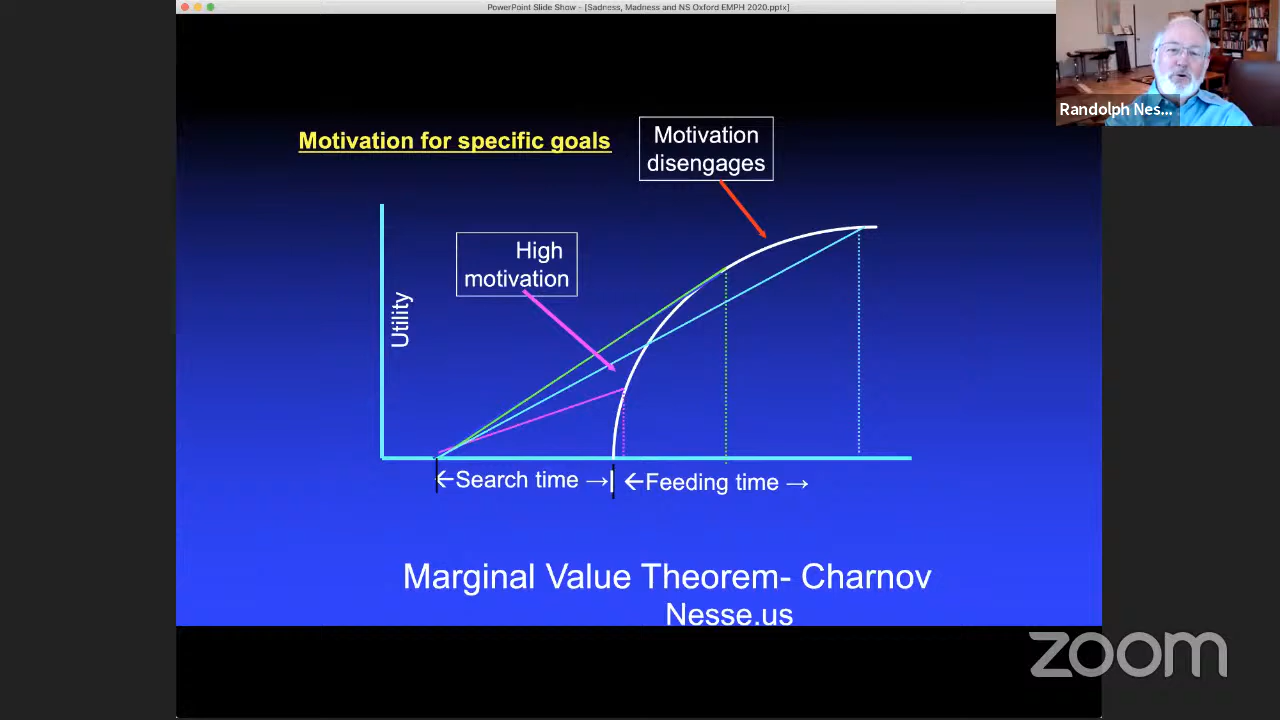 PowerPoint Slide Show - [Sadness, Madness and NS Oxford EMPH 2020.pptx]
Randolph Nes...
Motivation for specific goals
Motivation
disengages
High
motivation
Utility
←Search time →
←Feeding time →
Marginal Value Theorem- Charnov
Nesse.us
zoom